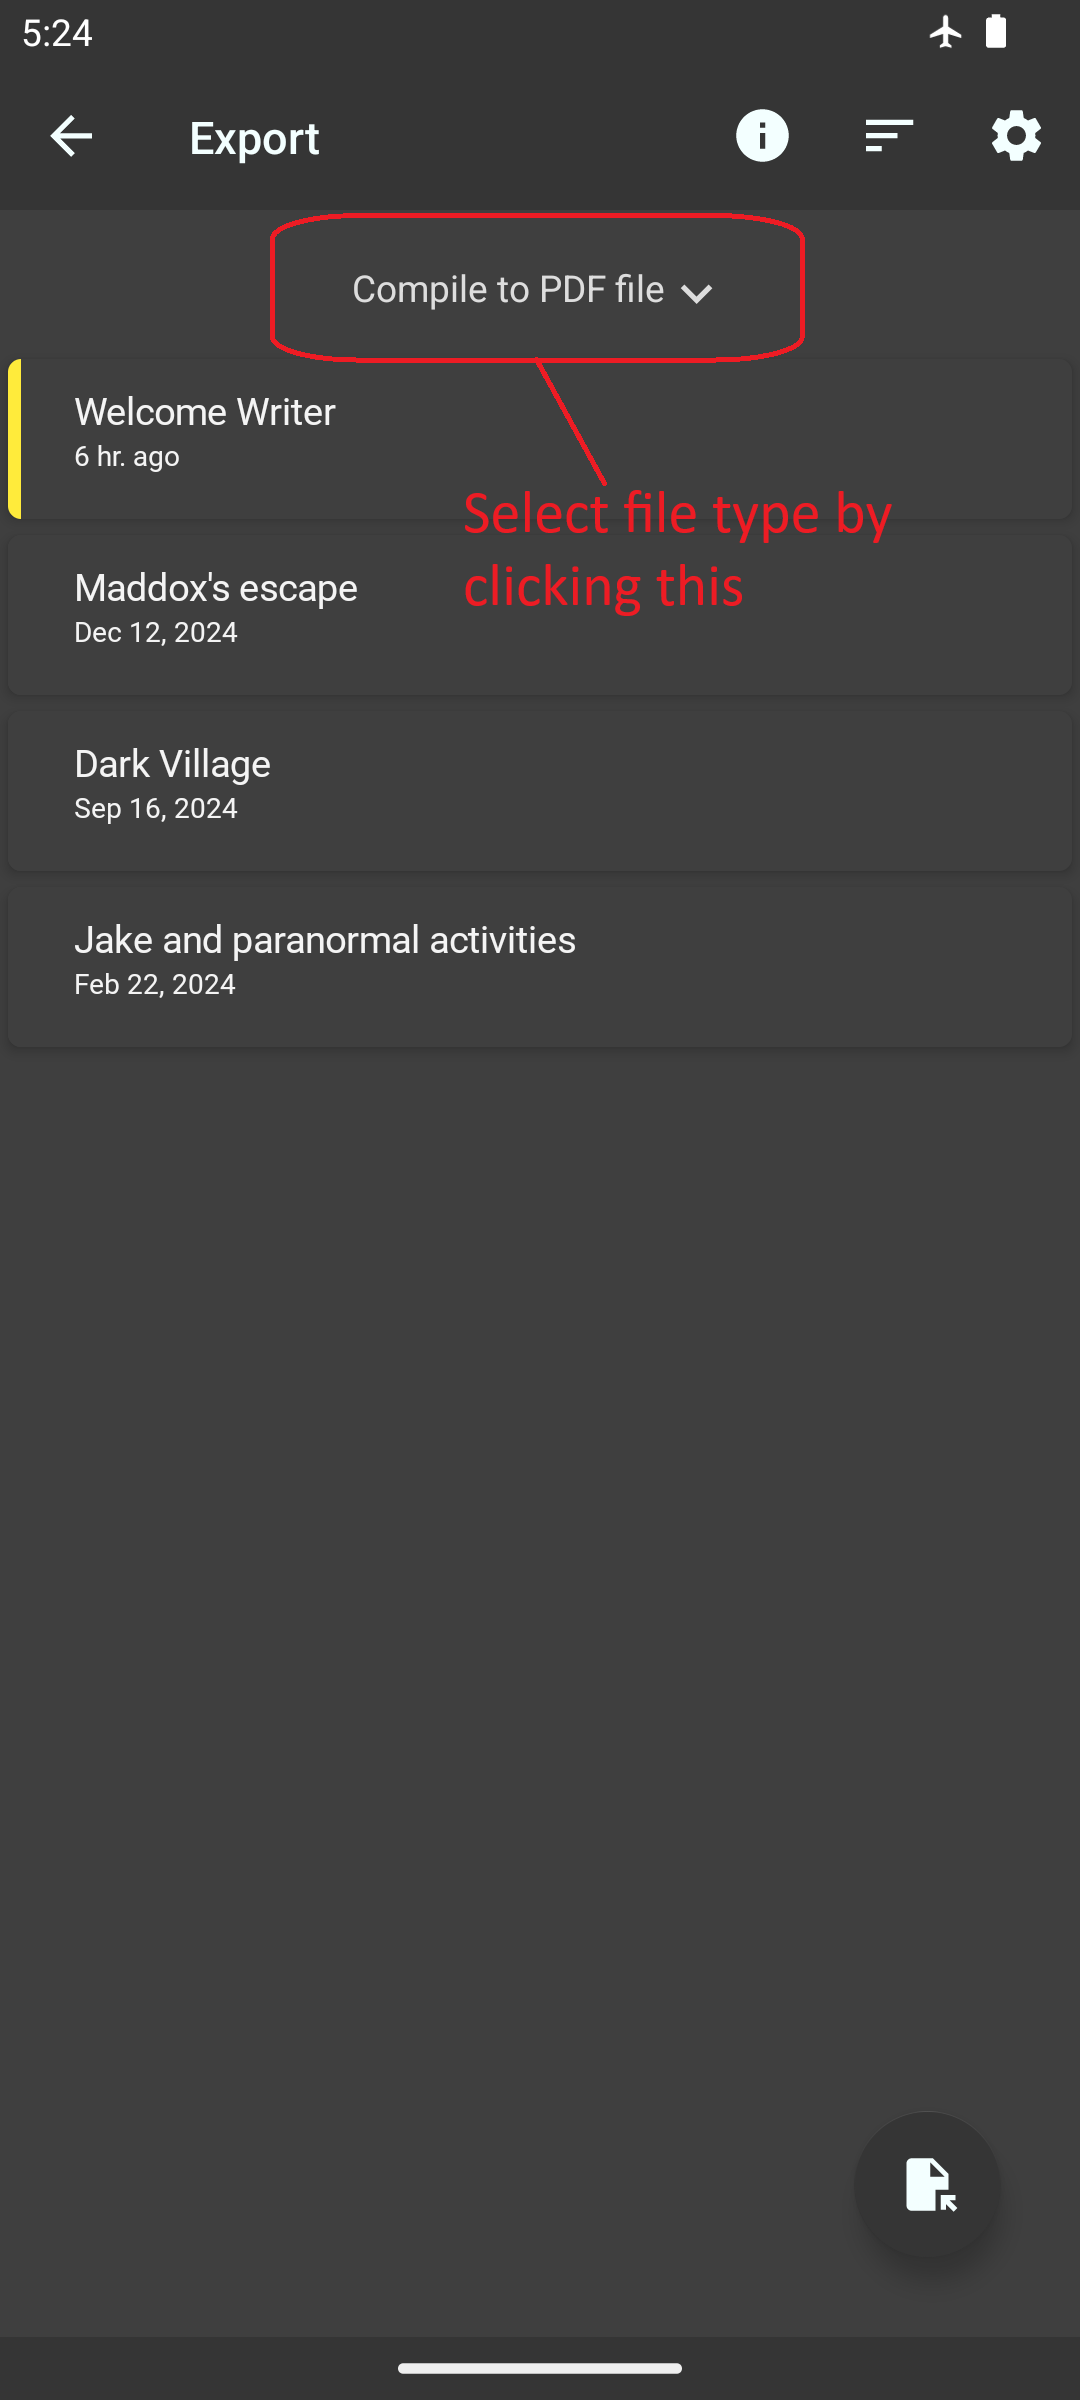 5:24
Export
Compile to PDF file
Welcome Writer
6 hr. ago
Select file type by
clicking this
Maddox's escape
Dec 12, 2024
Dark Village
Sep 16, 2024
Jake and paranormal activities
Feb 22, 2024